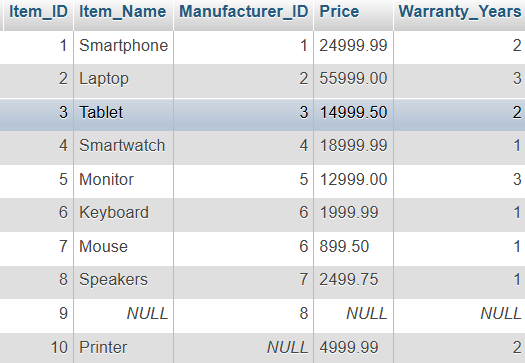 Item_ID Item_Name Manufacturer_ID Price Warranty_Years
1 Smartphone 1 24999.99 2
2 Laptop 2 55999.00 3
3 Tablet 3 14999.50 2
4 Smartwatch 4 18999.99 1
5 Monitor 5 12999.00 3
6 Keyboard 6 1999.99 1
7 Mouse 6 899.50 1
8 Speakers 7 2499.75 1
9 NULL 8 NULL NULL
10 Printer NULL 4999.99 2